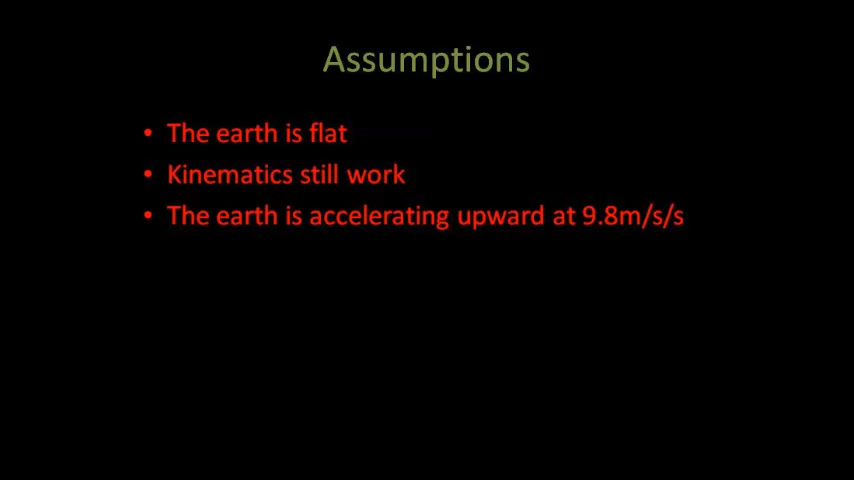 Assumptions
• The earth is flat
• Kinematics still work
• The earth is accelerating upward at 9.8m/s/s